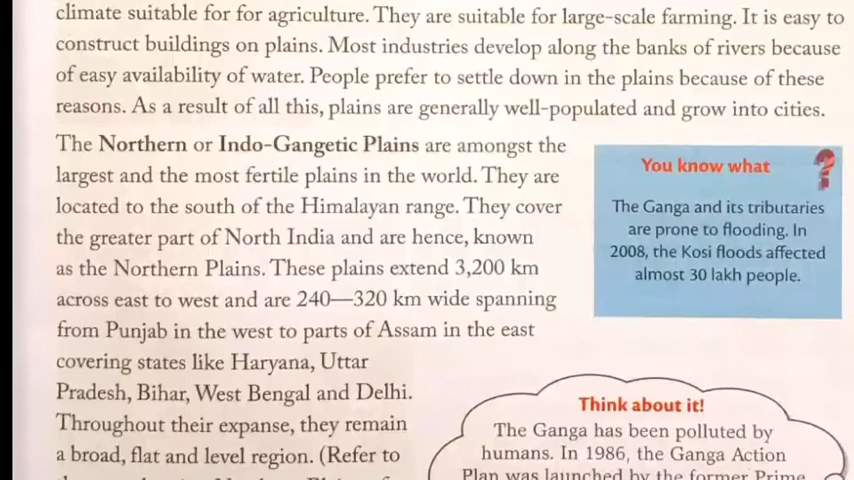 climate suitable for for agriculture. They are suitable for large-scale farming. It is easy to
construct buildings on plains. Most industries develop along the banks of rivers because
of easy availability of water. People prefer to settle down in the plains because of these
reasons. As a result of all this, plains are generally well-populated and grow into cities.
The Northern or Indo-Gangetic Plains are amongst the
largest and the most fertile plains in the world. They are
located to the south of the Himalayan range. They cover
the greater part of North India and are hence, known
as the Northern Plains. These plains extend 3,200 km
across east to west and are 240—320 km wide spanning
from Punjab in the west to parts of Assam in the east
covering states like Haryana, Uttar
Pradesh, Bihar, West Bengal and Delhi.
Throughout their expanse, they remain
a broad, flat and level region. (Refer to
You know what
?
The Ganga and its tributaries
are prone to flooding. In
2008, the Kosi floods affected
almost 30 lakh people.
Think about it!
The Ganga has been polluted by
humans. In 1986, the Ganga Action
Plan was launched by the former Prime